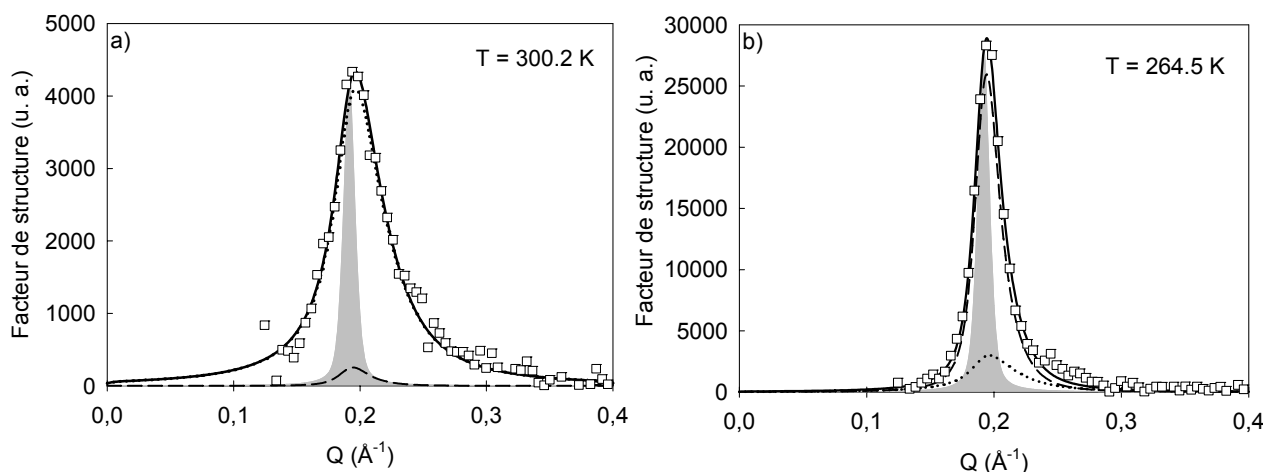 a)
T = 300.2 K
Facteur de structure (u. a.)
5000
4000
3000
2000
1000
0
0,0 0,1 0,2 0,3 0,4
Q (Å⁻¹)
b)
T = 264.5 K
Facteur de structure (u. a.)
30000
25000
20000
15000
10000
5000
0
0,0 0,1 0,2 0,3 0,4
Q (Å⁻¹)